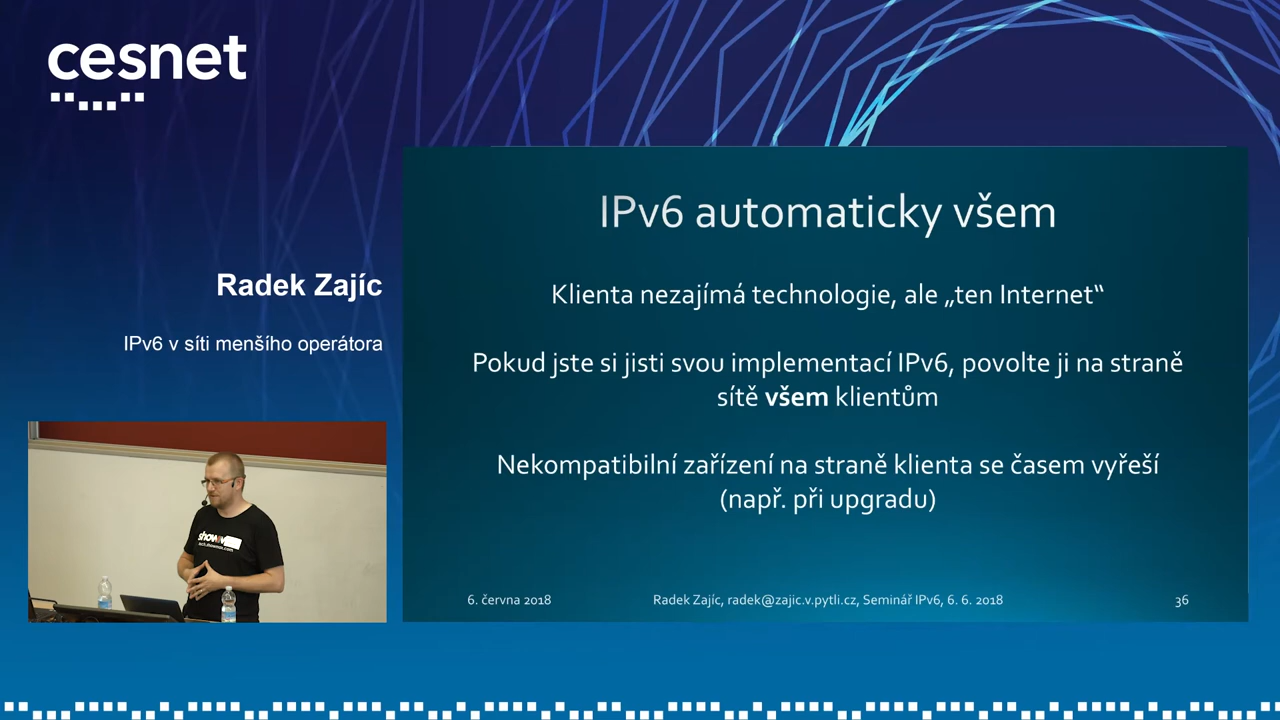 cesnet
Radek Zajíc
IPv6 v síti menšího operátora
IPv6 automaticky všem
Klienta nezajímá technologie, ale „ten Internet“
Pokud jste si jisti svou implementací IPv6, povolte ji na straně
sítě všem klientům
Nekompatibilní zařízení na straně klienta se časem vyřeší
(např. při upgradu)
6. června 2018
Radek Zajíc, radek@zajic.v.pytli.cz, Seminář IPv6, 6. 6. 2018
36